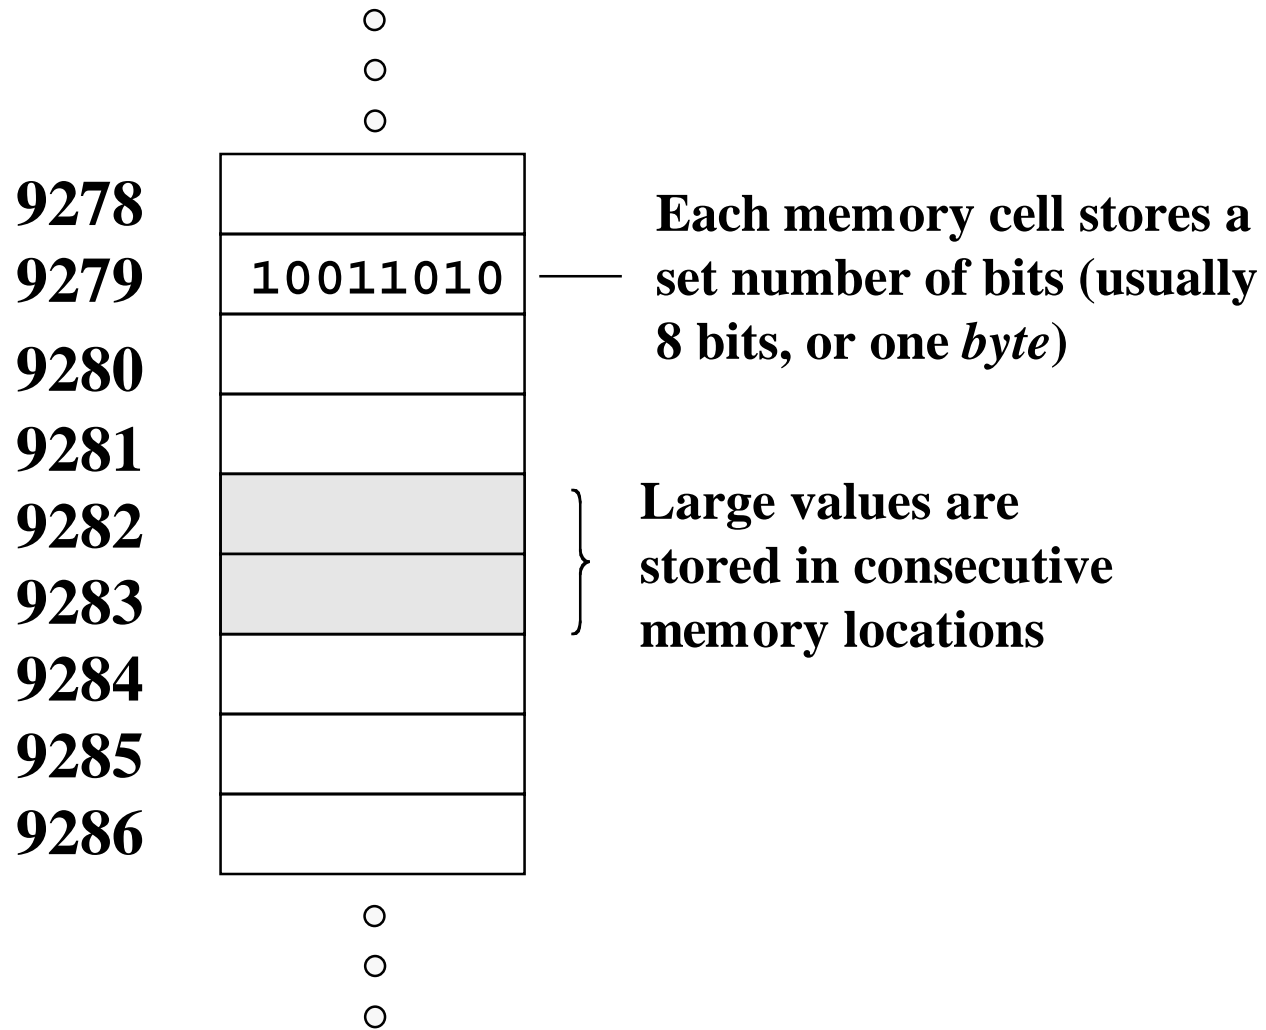 9278
9279
10011010
9280
9281
9282
9283
9284
9285
9286
Each memory cell stores a
set number of bits (usually
8 bits, or one byte)
Large values are
stored in consecutive
memory locations